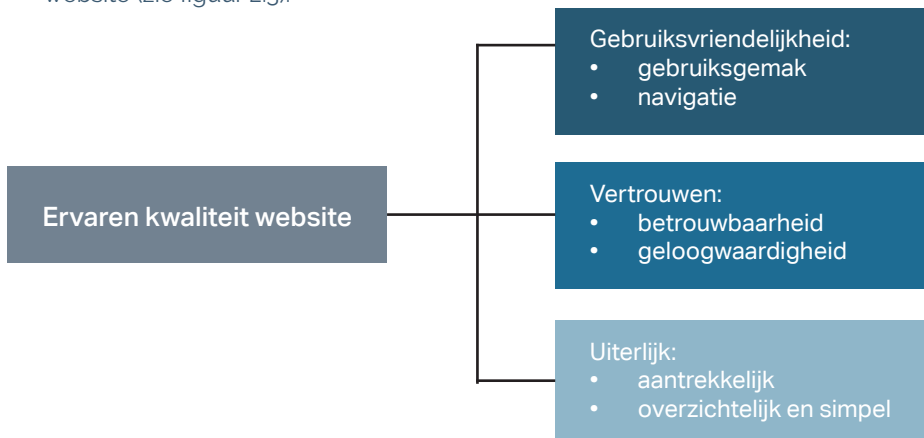 Gebruiksvriendelijkheid:
• gebruiksgemak
• navigatie
Ervaren kwaliteit website
Vertrouwen:
• betrouwbaarheid
• geloogwaardigheid
Uiterlijk:
• aantrekkelijk
• overzichtelijk en simpel